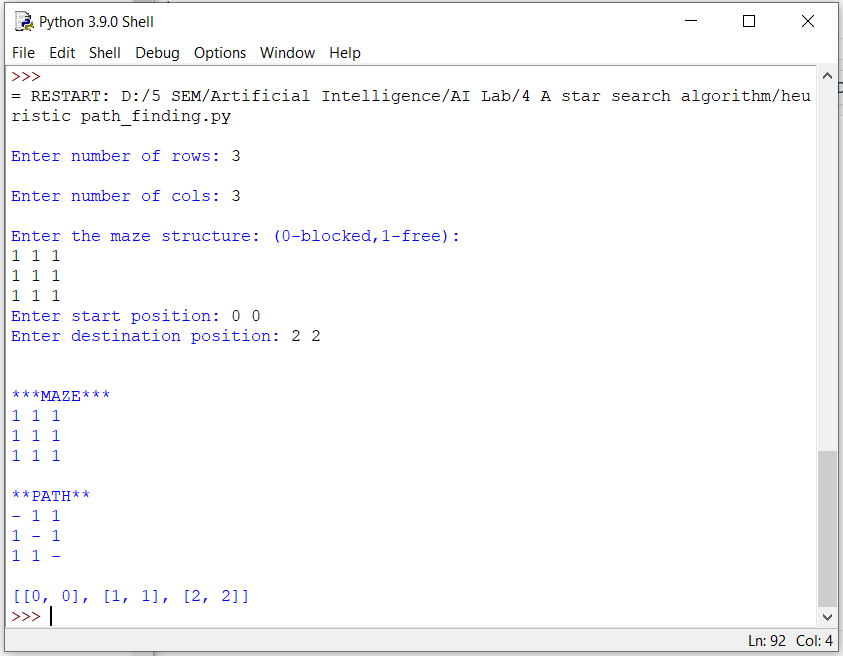 Python 3.9.0 Shell
File Edit Shell Debug Options Window Help
>>>
= RESTART: D:/5 SEM/Artificial Intelligence/AI Lab/4 A star search algorithm/heu
ristic path_finding.py
Enter number of rows: 3
Enter number of cols: 3
Enter the maze structure: (0-blocked,1-free):
1 1 1
1 1 1
1 1 1
Enter start position: 0 0
Enter destination position: 2 2
***MAZE***
1 1 1
1 1 1
1 1 1
**PATH**
- 1 1
1 - 1
1 1 -
[[0, 0], [1, 1], [2, 2]]
>>>
Ln: 92 Col: 4